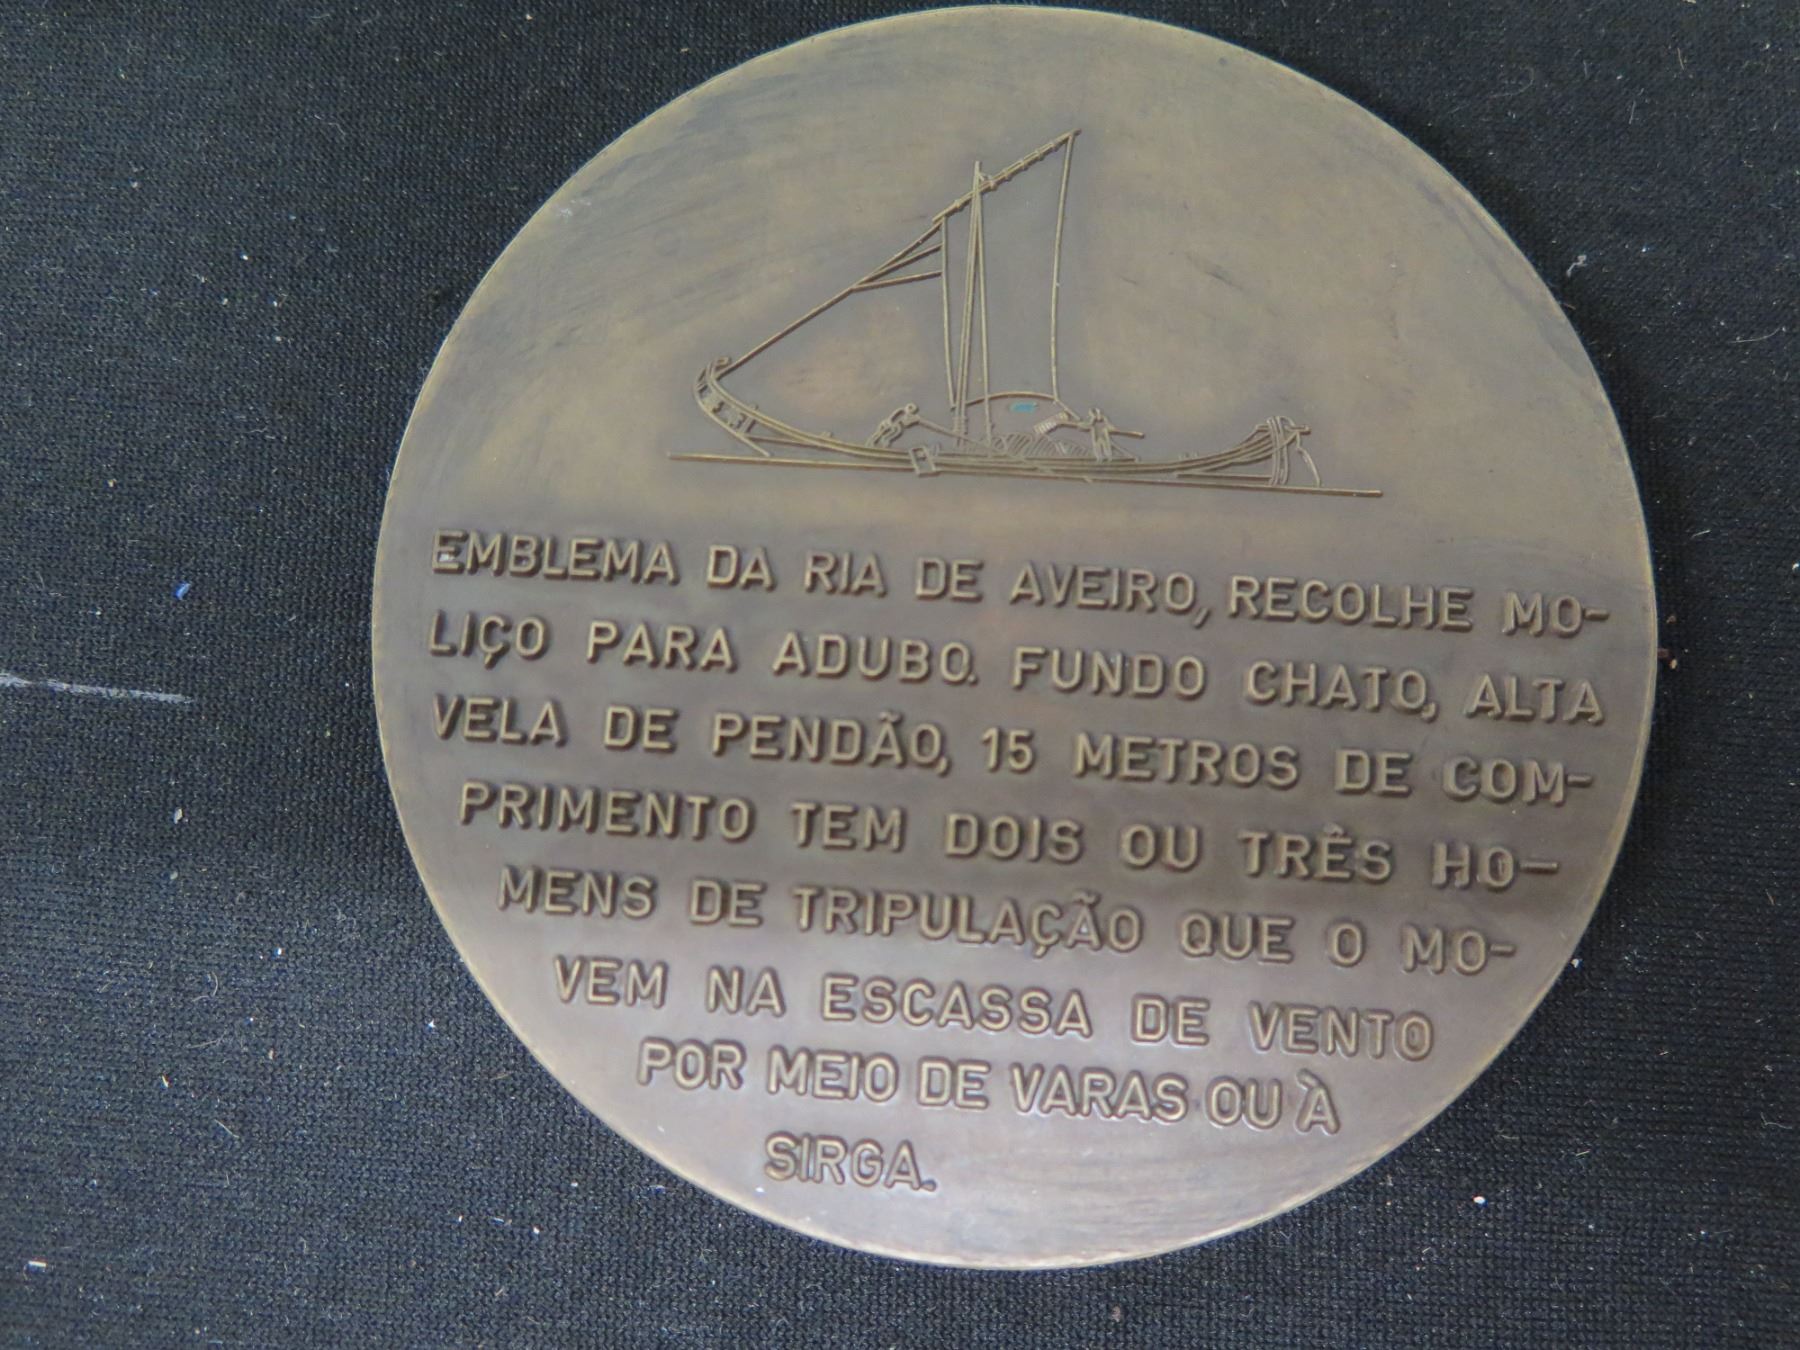 EMBLEMA DA RIA DE AVEIRO, RECOLHE MO-
LIÇO PARA ADUBO. FUNDO CHATO, ALTA
VELA DE PENDÃO, 15 METROS DE COM-
PRIMENTO TEM DOIS OU TRÊS HO-
MENS DE TRIPULAÇÃO QUE O MO-
VEM NA ESCASSA DE VENTO
POR MEIO DE VARAS OU À
SIRGA.